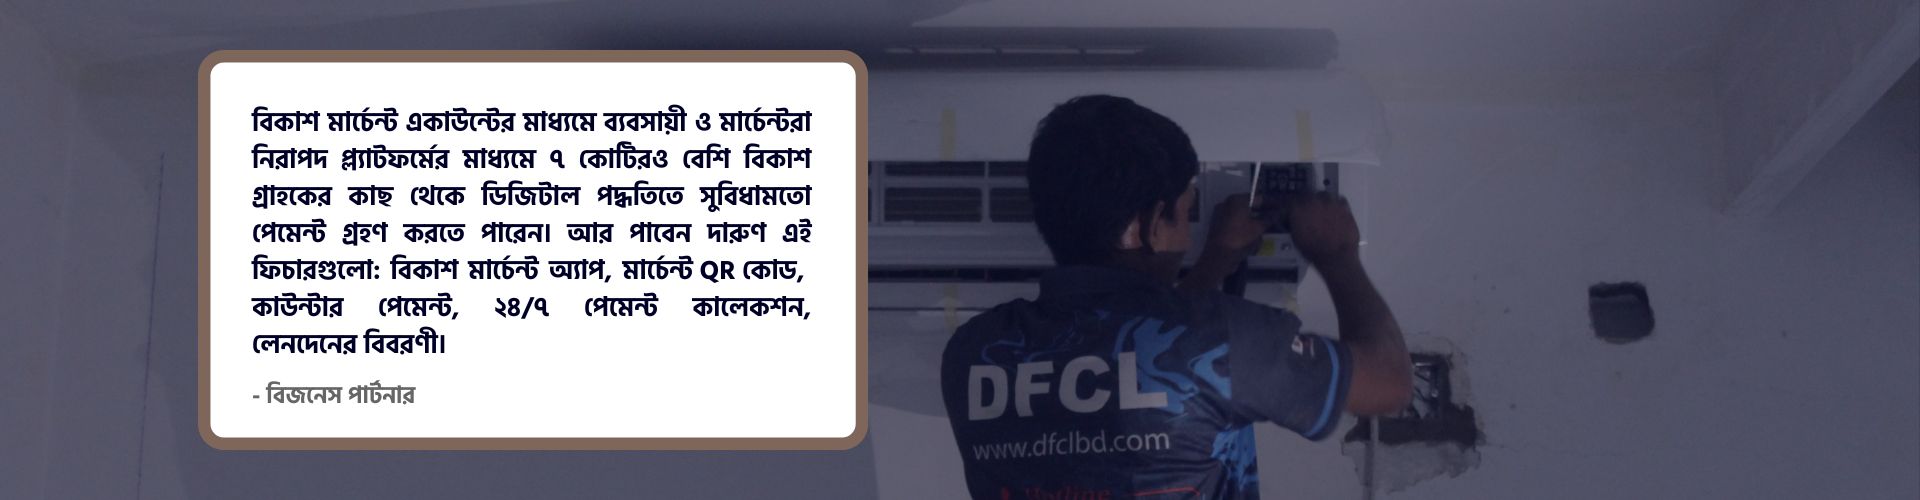 বিকাশ মার্চেন্ট একাউন্টের মাধ্যমে ব্যবসায়ী ও মার্চেন্টরা
নিরাপদ প্ল্যাটফর্মের মাধ্যমে ৭ কোটিরও বেশি বিকাশ
গ্রাহকের কাছ থেকে ডিজিটাল পদ্ধতিতে সুবিধামতো
পেমেন্ট গ্রহণ করতে পারেন। আর পাবেন দারুণ এই
ফিচারগুলো: বিকাশ মার্চেন্ট অ্যাপ, মার্চেন্ট QR কোড,
কাউন্টার পেমেন্ট, ২৪/৭ পেমেন্ট কালেকশন,
লেনদেনের বিবরণী।
- বিজনেস পার্টনার
DFCL
www.dfclbd.com
Hotline